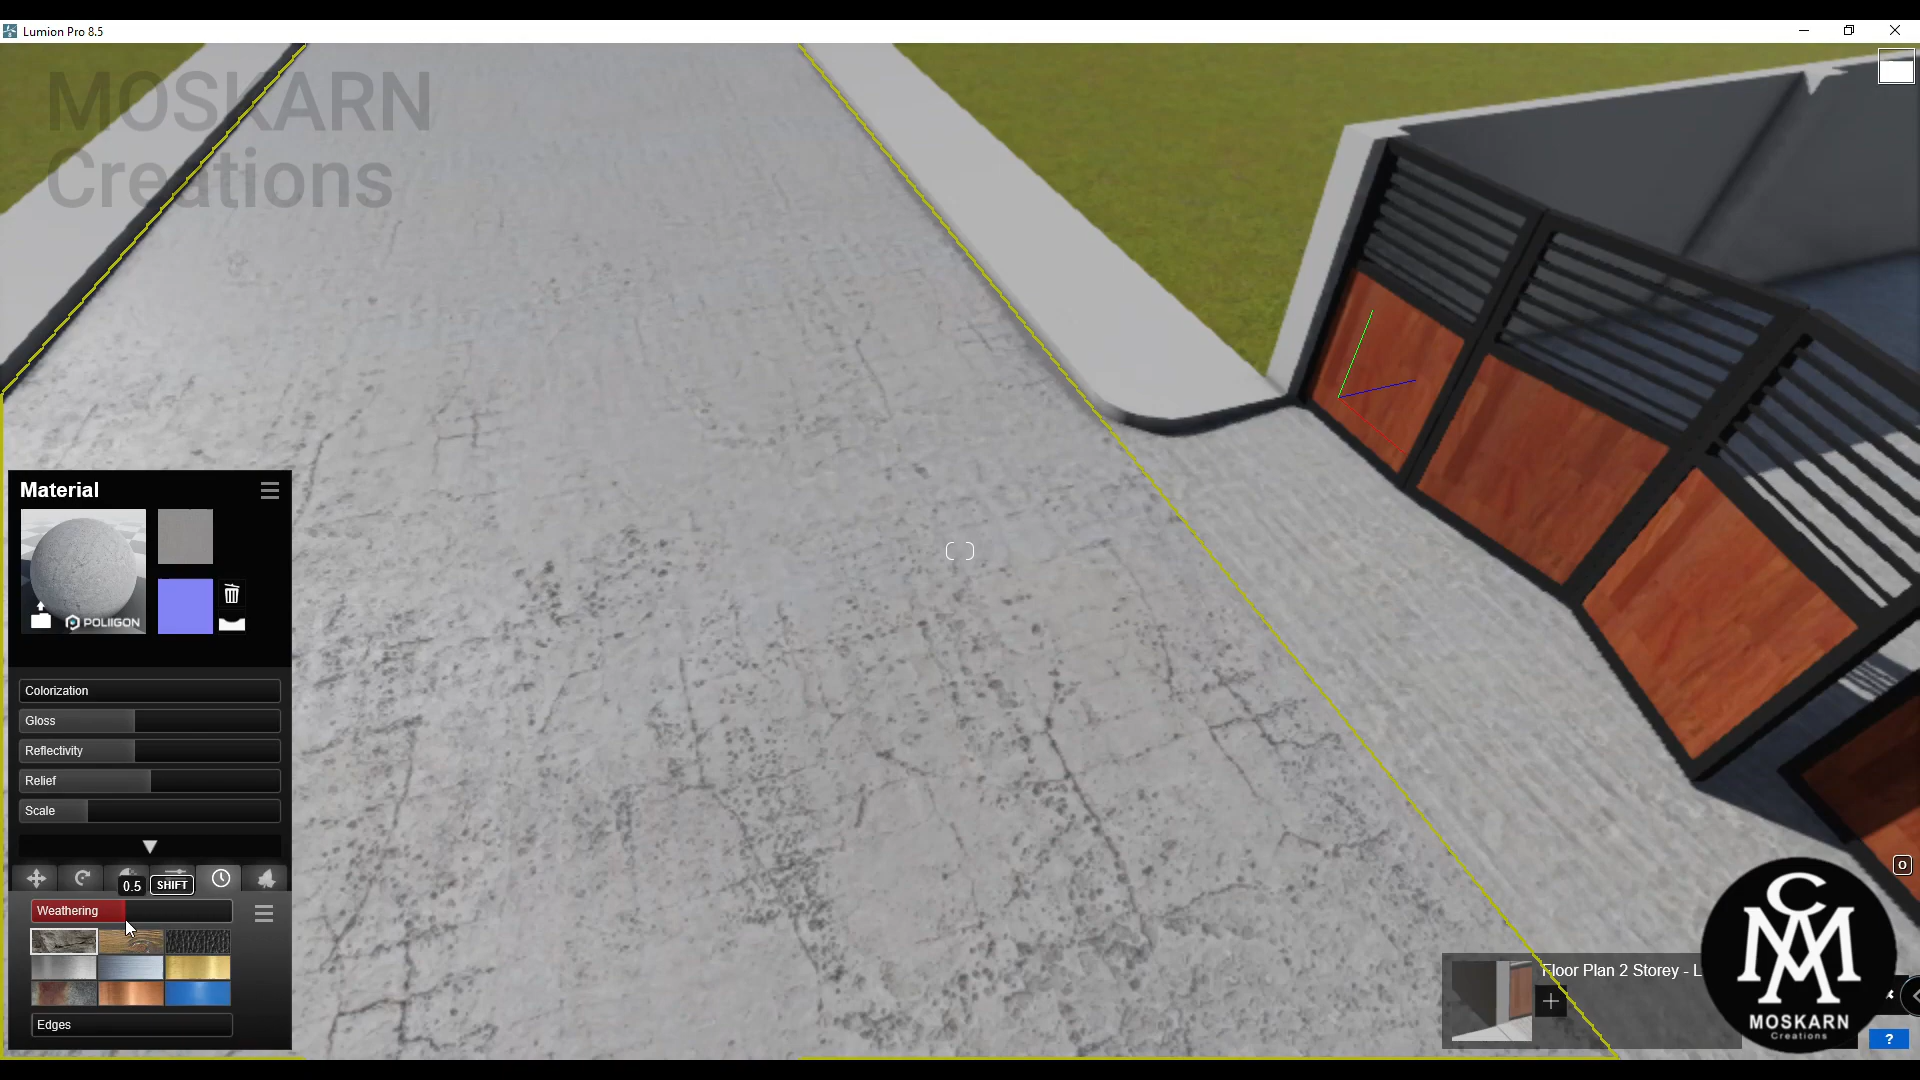 Lumion Pro 8.5
MOSKARN
Creations
Material
POLIIGON
Colorization
Gloss
Reflectivity
Relief
Scale
0.5
SHIFT
Weathering
Edges
O
Floor Plan 2 Storey - L
CM
MOSKARN
Creations
?